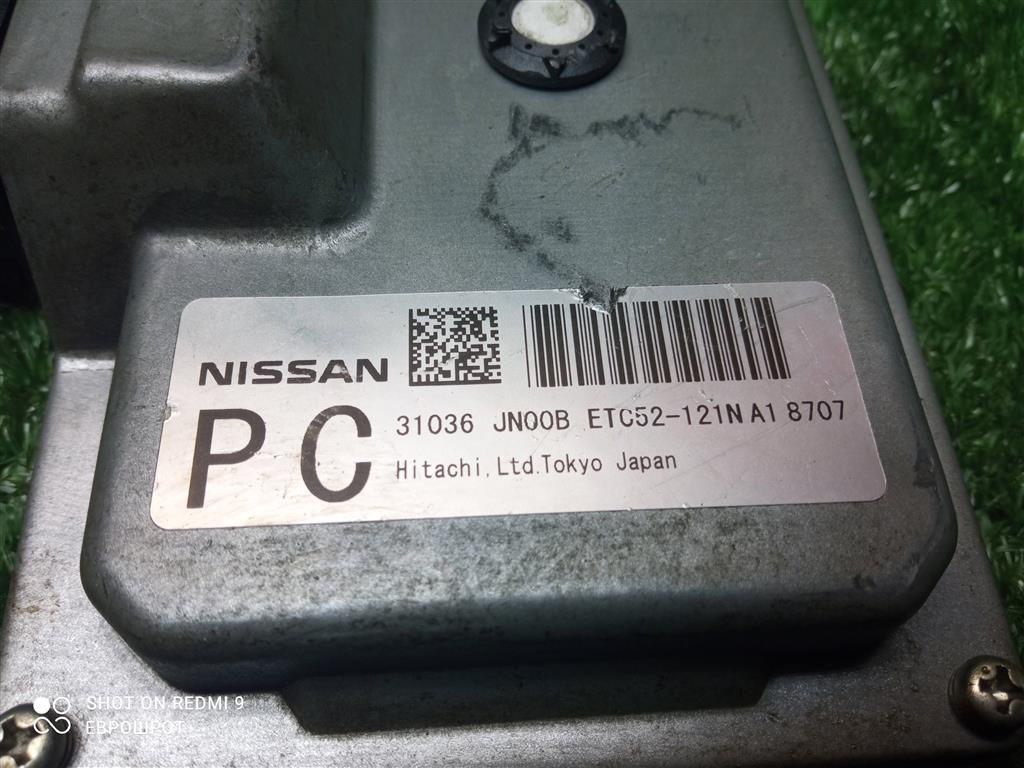 NISSAN
PC
31036 JN00B ETC52-121N A1 8707
Hitachi,Ltd.Tokyo Japan
SHOT ON REDMI 9
ЕВРОШРОТ